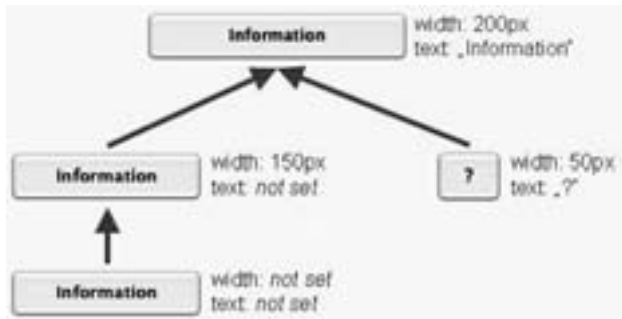 Information
width: 200px
text: „Information"
Information
width: 150px
text: not set
?
width: 50px
text: „?"
Information
width: not set
text: not set